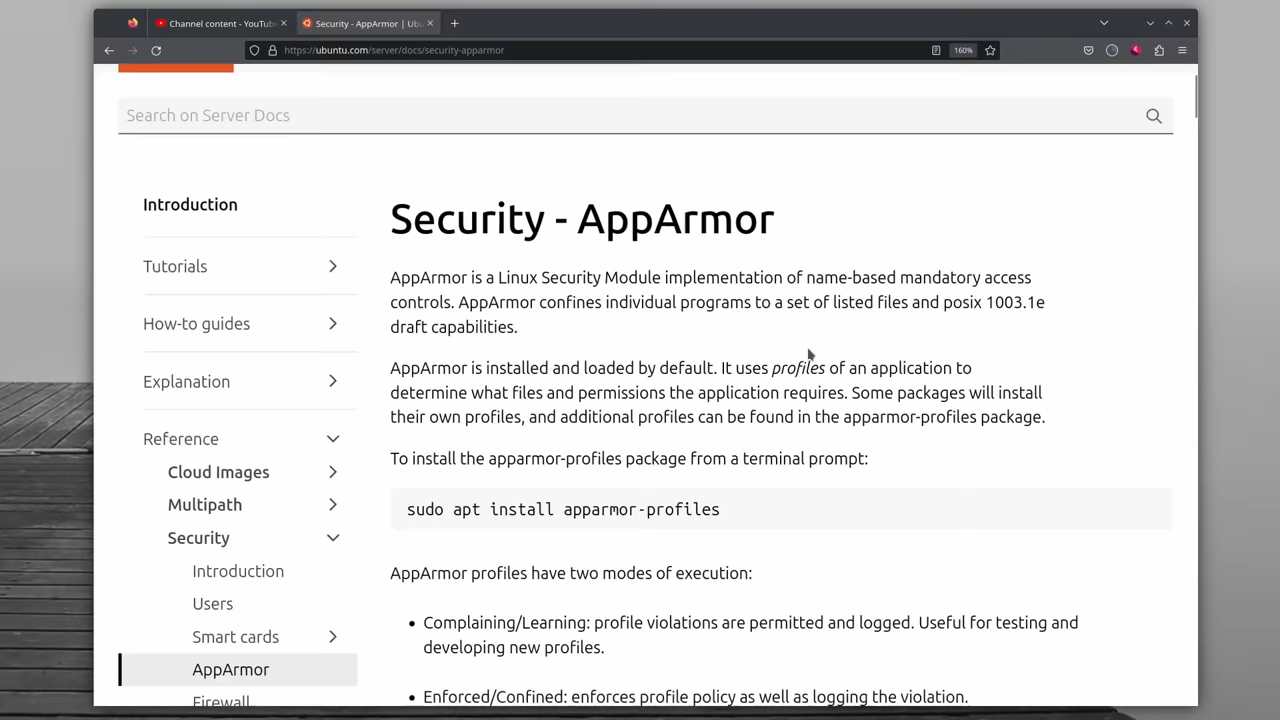 Channel content - YouTube
Security - AppArmor | Ubu
https://ubuntu.com/server/docs/security-apparmor
160%
Search on Server Docs
Introduction
Tutorials
How-to guides
Explanation
Reference
Cloud Images
Multipath
Security
Introduction
Users
Smart cards
AppArmor
Firewall
Security - AppArmor
AppArmor is a Linux Security Module implementation of name-based mandatory access
controls. AppArmor confines individual programs to a set of listed files and posix 1003.1e
draft capabilities.
AppArmor is installed and loaded by default. It uses profiles of an application to
determine what files and permissions the application requires. Some packages will install
their own profiles, and additional profiles can be found in the apparmor-profiles package.
To install the apparmor-profiles package from a terminal prompt:
sudo apt install apparmor-profiles
AppArmor profiles have two modes of execution:
• Complaining/Learning: profile violations are permitted and logged. Useful for testing and
developing new profiles.
• Enforced/Confined: enforces profile policy as well as logging the violation.